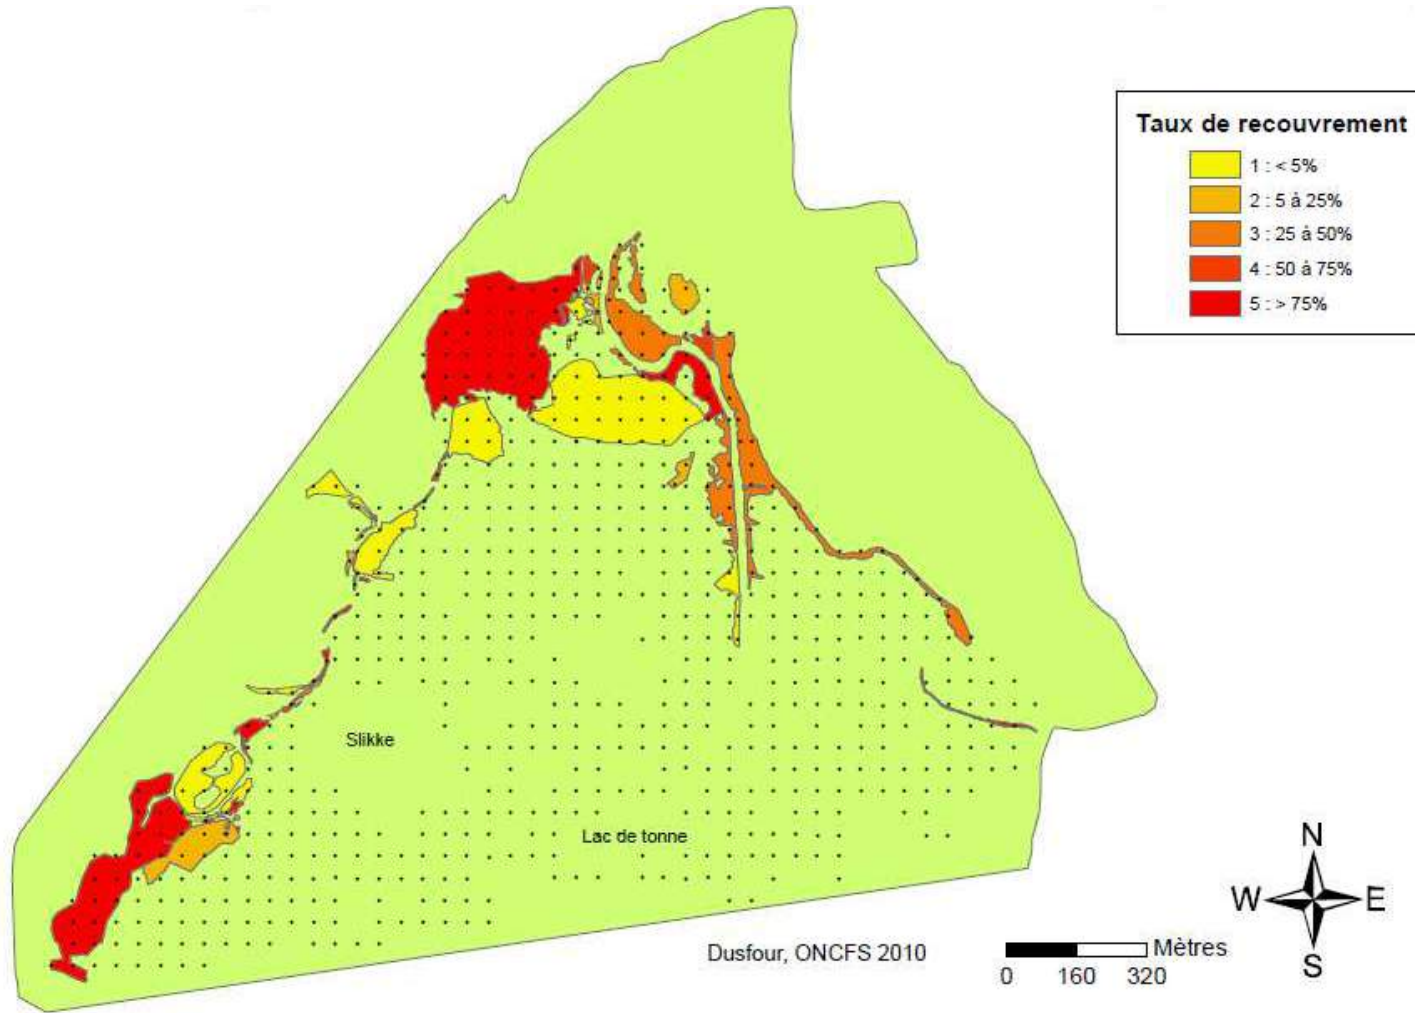 Taux de recouvrement
1 : < 5%
2 : 5 à 25%
3 : 25 à 50%
4 : 50 à 75%
5 : > 75%
Slikke
Lac de tonne
N
W
E
S
Dusfour, ONCFS 2010
Mètres
0 160 320